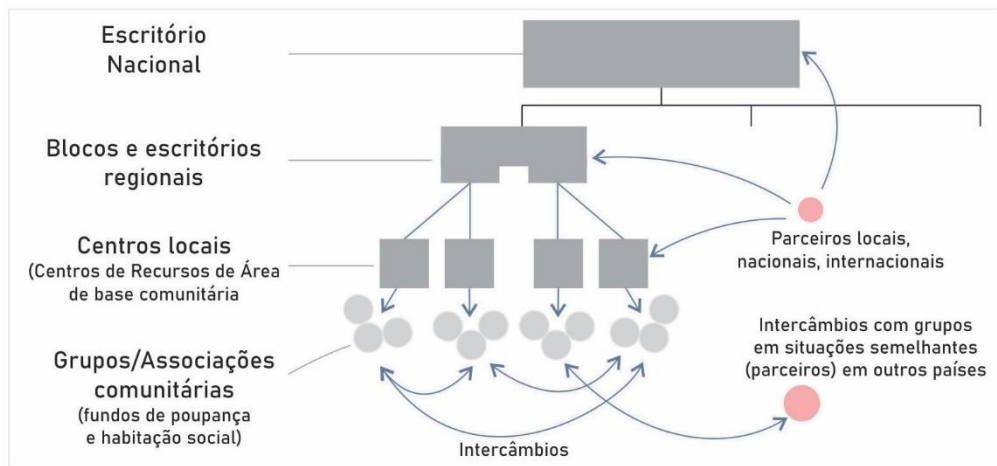 Escritório
Nacional
Blocos e escritórios
regionais
Centros locais
(Centros de Recursos de Área
de base comunitária
Parceiros locais,
nacionais, internacionais
Grupos/Associações
comunitárias
(fundos de poupança
e habitação social)
Intercâmbios com grupos
em situações semelhantes
(parceiros) em outros países
Intercâmbios